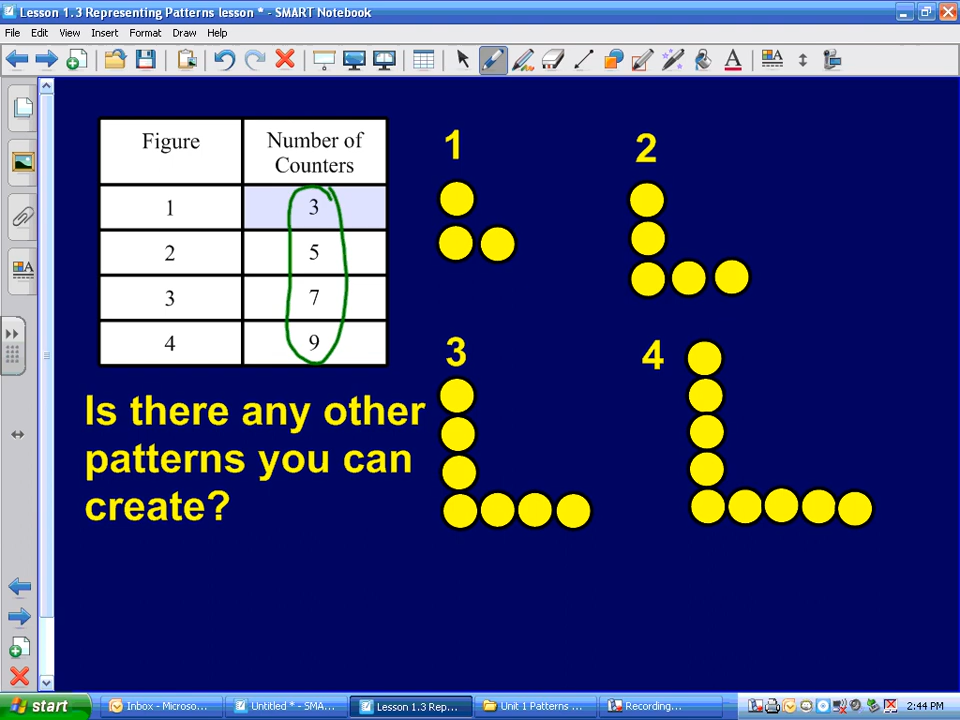 Lesson 1.3 Representing Patterns lesson * - SMART Notebook
File Edit View Insert Format Draw Help
Figure
Number of
Counters
1 3
2 5
3 7
4 9
1
2
3
4
Is there any other
patterns you can
create?
start
Inbox - Microso...
Untitled * - SMA...
Lesson 1.3 Rep...
Unit 1 Patterns ...
Recording...
2:44 PM